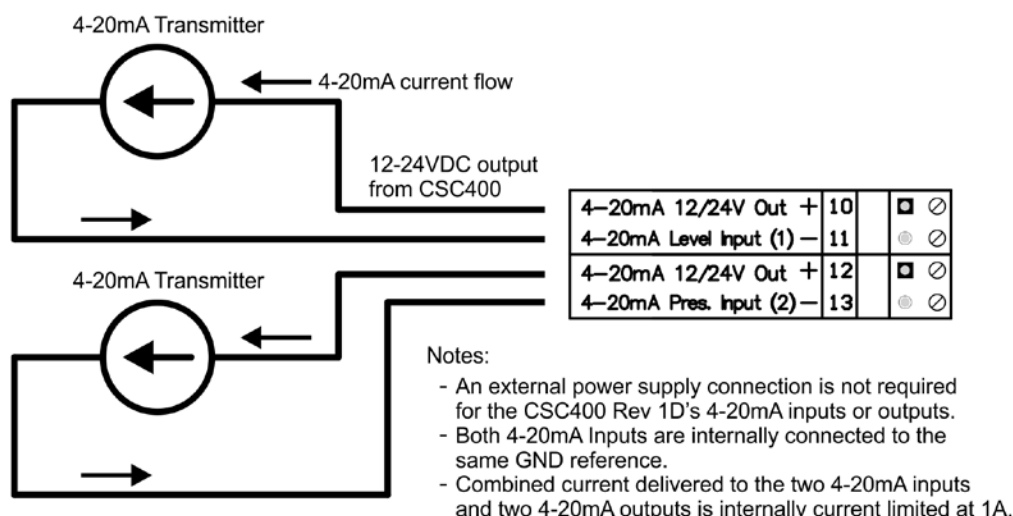 4-20mA Transmitter
4-20mA current flow
12-24VDC output
from CSC400
4-20mA 12/24V Out + 10
4-20mA Level Input (1) - 11
4-20mA 12/24V Out + 12
4-20mA Pres. Input (2) - 13
4-20mA Transmitter
Notes:
- An external power supply connection is not required
for the CSC400 Rev 1D's 4-20mA inputs or outputs.
- Both 4-20mA Inputs are internally connected to the
same GND reference.
- Combined current delivered to the two 4-20mA inputs
and two 4-20mA outputs is internally current limited at 1A.